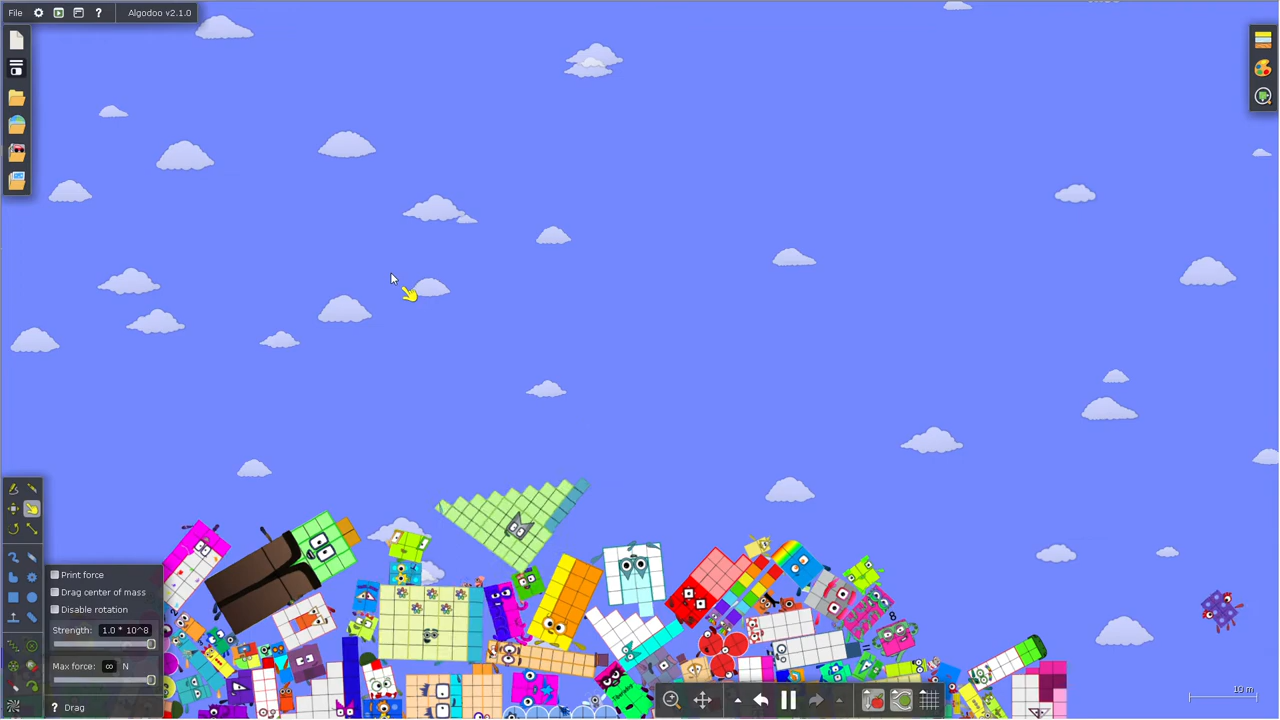 File
? Algodoo v2.1.0
Print force
Drag center of mass
Disable rotation
Strength: 1.0 * 10^8
Max force: ∞ N
? Drag
10 m